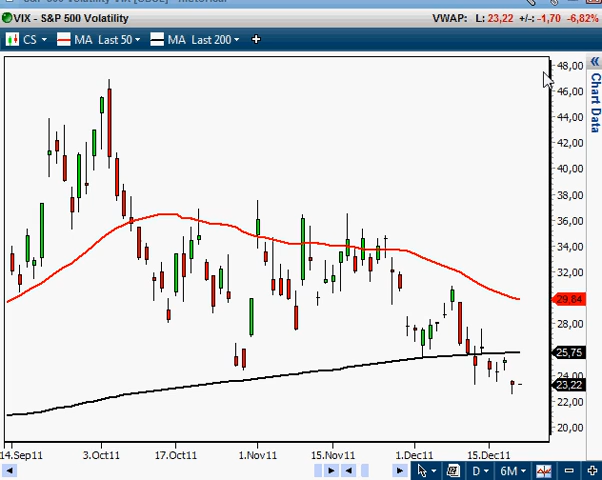 VIX - S&P 500 Volatility
VWAP: L: 23,22 +/-: -1,70 -6,82%
CS MA Last 50 MA Last 200
48,00
46,00
44,00
42,00
40,00
38,00
36,00
34,00
32,00
29,84
28,00
25,75
24,00
23,22
22,00
20,00
Chart Data
14.Sep11 3.Oct11 17.Oct11 1.Nov11 15.Nov11 1.Dec11 15.Dec11
D 6M